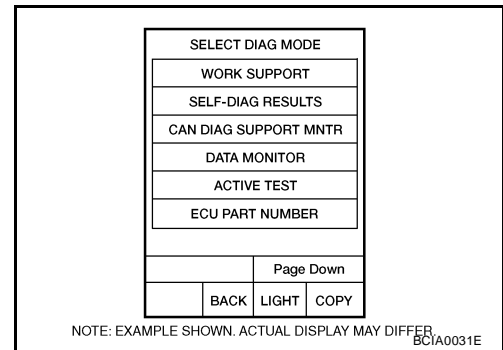 SELECT DIAG MODE
WORK SUPPORT
SELF-DIAG RESULTS
CAN DIAG SUPPORT MNTR
DATA MONITOR
ACTIVE TEST
ECU PART NUMBER
Page Down
BACK LIGHT COPY
NOTE: EXAMPLE SHOWN. ACTUAL DISPLAY MAY DIFFER.
BCIA0031E